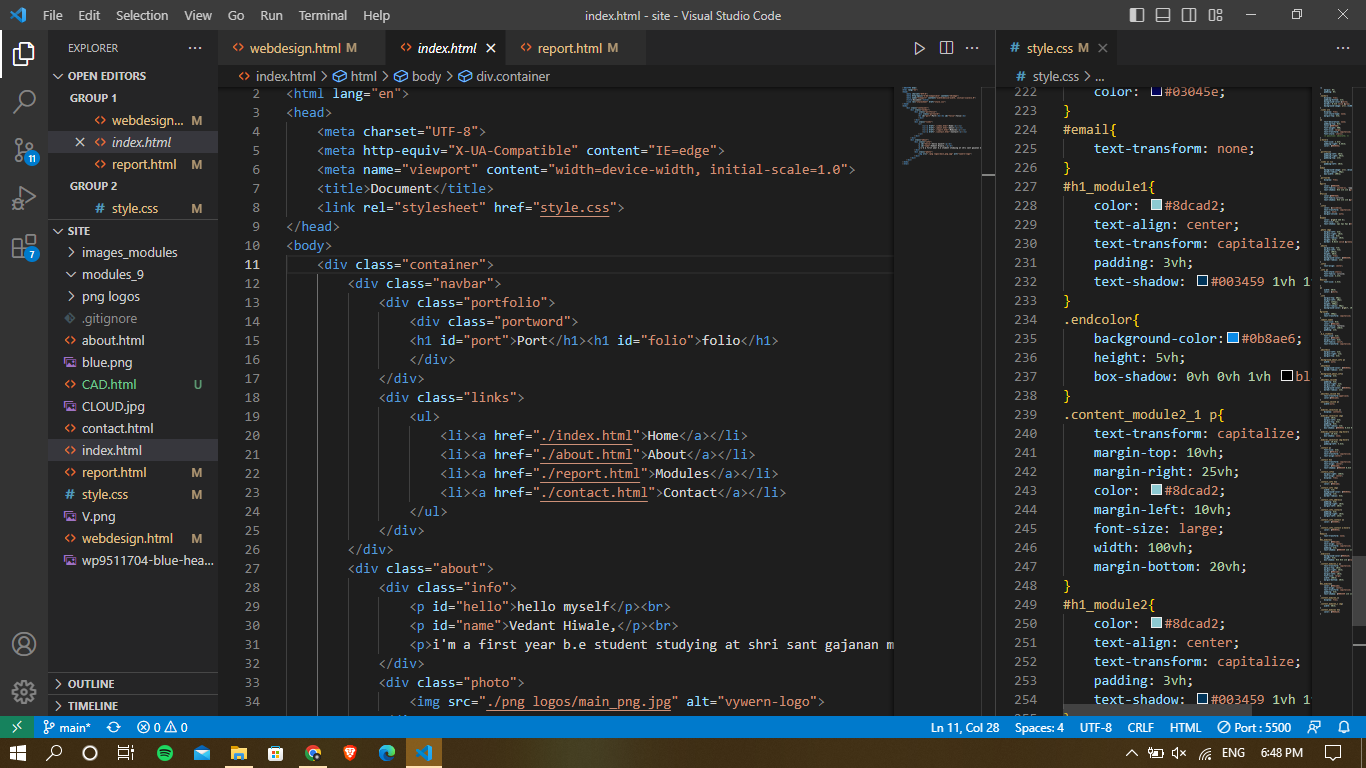 File Edit Selection View Go Run Terminal Help
index.html - site - Visual Studio Code
EXPLORER
OPEN EDITORS
GROUP 1
webdesign... M
index.html
report.html M
GROUP 2
style.css M
SITE
images_modules
modules_9
png logos
.gitignore
about.html
blue.png
CAD.html U
CLOUD.jpg
contact.html
index.html
report.html M
style.css M
V.png
webdesign.html M
wp9511704-blue-hea...
OUTLINE
TIMELINE
11
7
webdesign.html M
index.html
report.html M
index.html > html > body > div.container
2 <html lang="en">
3 <head>
4 <meta charset="UTF-8">
5 <meta http-equiv="X-UA-Compatible" content="IE=edge">
6 <meta name="viewport" content="width=device-width, initial-scale=1.0">
7 <title>Document</title>
8 <link rel="stylesheet" href="style.css">
9 </head>
10 <body>
11 <div class="container">
12 <div class="navbar">
13 <div class="portfolio">
14 <div class="portword">
15 <h1 id="port">Port</h1><h1 id="folio">folio</h1>
16 </div>
17 </div>
18 <div class="links">
19 <ul>
20 <li><a href="./index.html">Home</a></li>
21 <li><a href="./about.html">About</a></li>
22 <li><a href="./report.html">Modules</a></li>
23 <li><a href="./contact.html">Contact</a></li>
24 </ul>
25 </div>
26 </div>
27 <div class="about">
28 <div class="info">
29 <p id="hello">hello myself</p><br>
30 <p id="name">Vedant Hiwale,</p><br>
31 <p>i'm a first year b.e student studying at shri sant gajanan m
32 </div>
33 <div class="photo">
34 <img src="./png logos/main_png.jpg" alt="vywern-logo">
style.css M
style.css > ...
222 color: #03045e;
223 }
224 #email{
225 text-transform: none;
226 }
227 #h1_module1{
228 color: #8dcad2;
229 text-align: center;
230 text-transform: capitalize;
231 padding: 3vh;
232 text-shadow: #003459 1vh 1
233 }
234 .endcolor{
235 background-color: #0b8ae6;
236 height: 5vh;
237 box-shadow: 0vh 0vh 1vh bl
238 }
239 .content_module2_1 p{
240 text-transform: capitalize;
241 margin-top: 10vh;
242 margin-right: 25vh;
243 color: #8dcad2;
244 margin-left: 10vh;
245 font-size: large;
246 width: 100vh;
247 margin-bottom: 20vh;
248 }
249 #h1_module2{
250 color: #8dcad2;
251 text-align: center;
252 text-transform: capitalize;
253 padding: 3vh;
254 text-shadow: #003459 1vh 1
main* 0 0
Ln 11, Col 28 Spaces: 4 UTF-8 CRLF HTML Port : 5500
ENG 6:48 PM